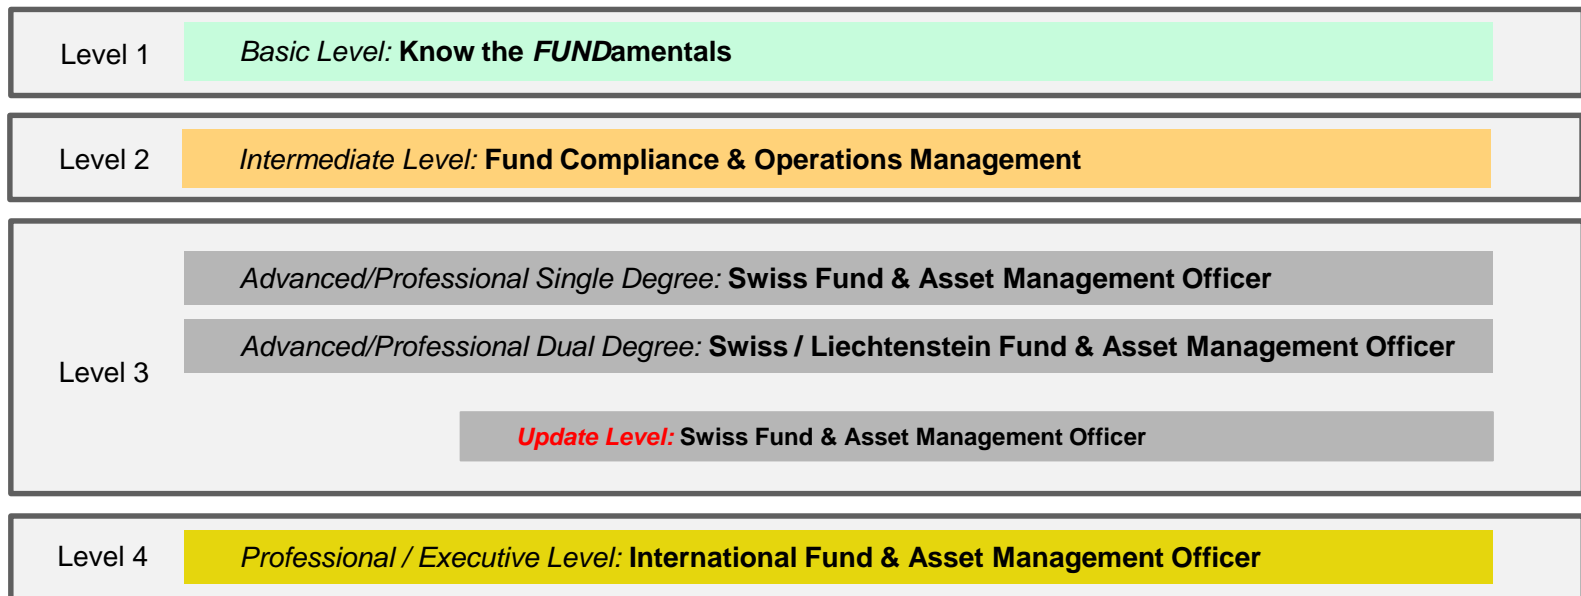 Level 1
Basic Level: Know the FUNDamentals
Level 2
Intermediate Level: Fund Compliance & Operations Management
Level 3
Advanced/Professional Single Degree: Swiss Fund & Asset Management Officer
Advanced/Professional Dual Degree: Swiss / Liechtenstein Fund & Asset Management Officer
Update Level: Swiss Fund & Asset Management Officer
Level 4
Professional / Executive Level: International Fund & Asset Management Officer